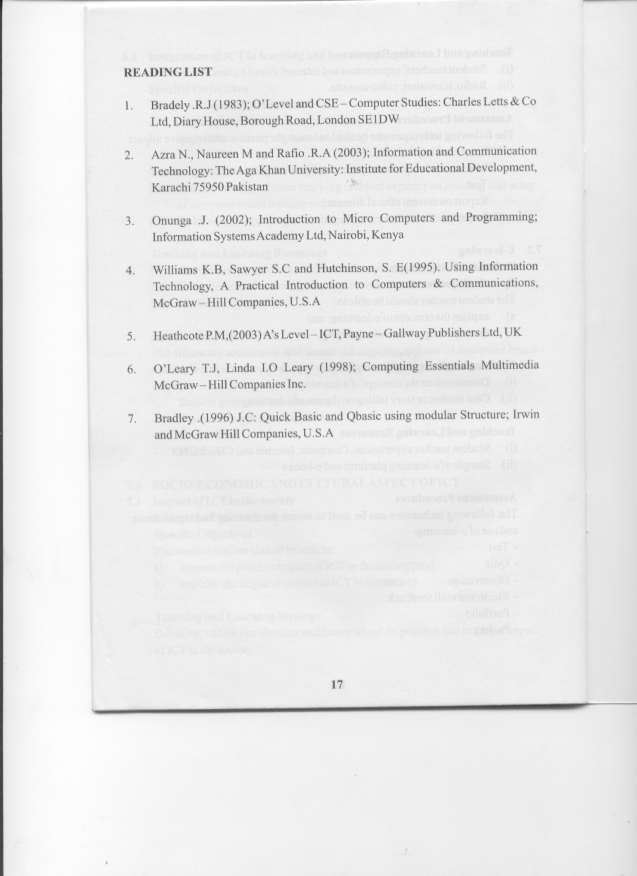 READING LIST
1. Bradely .R.J (1983); O'Level and CSE – Computer Studies: Charles Letts & Co
Ltd, Diary House, Borough Road, London SE1DW
2. Azra N., Naureen M and Rafio .R.A (2003); Information and Communication
Technology: The Aga Khan University: Institute for Educational Development,
Karachi 75950 Pakistan
3. Onunga .J. (2002); Introduction to Micro Computers and Programming;
Information Systems Academy Ltd, Nairobi, Kenya
4. Williams K.B, Sawyer S.C and Hutchinson, S. E(1995). Using Information
Technology, A Practical Introduction to Computers & Communications,
McGraw – Hill Companies, U.S.A
5. Heathcote P.M,(2003) A's Level – ICT, Payne – Gallway Publishers Ltd, UK
6. O'Leary T.J, Linda I.O Leary (1998); Computing Essentials Multimedia
McGraw – Hill Companies Inc.
7. Bradley .(1996) J.C: Quick Basic and Qbasic using modular Structure; Irwin
and McGraw Hill Companies, U.S.A
17